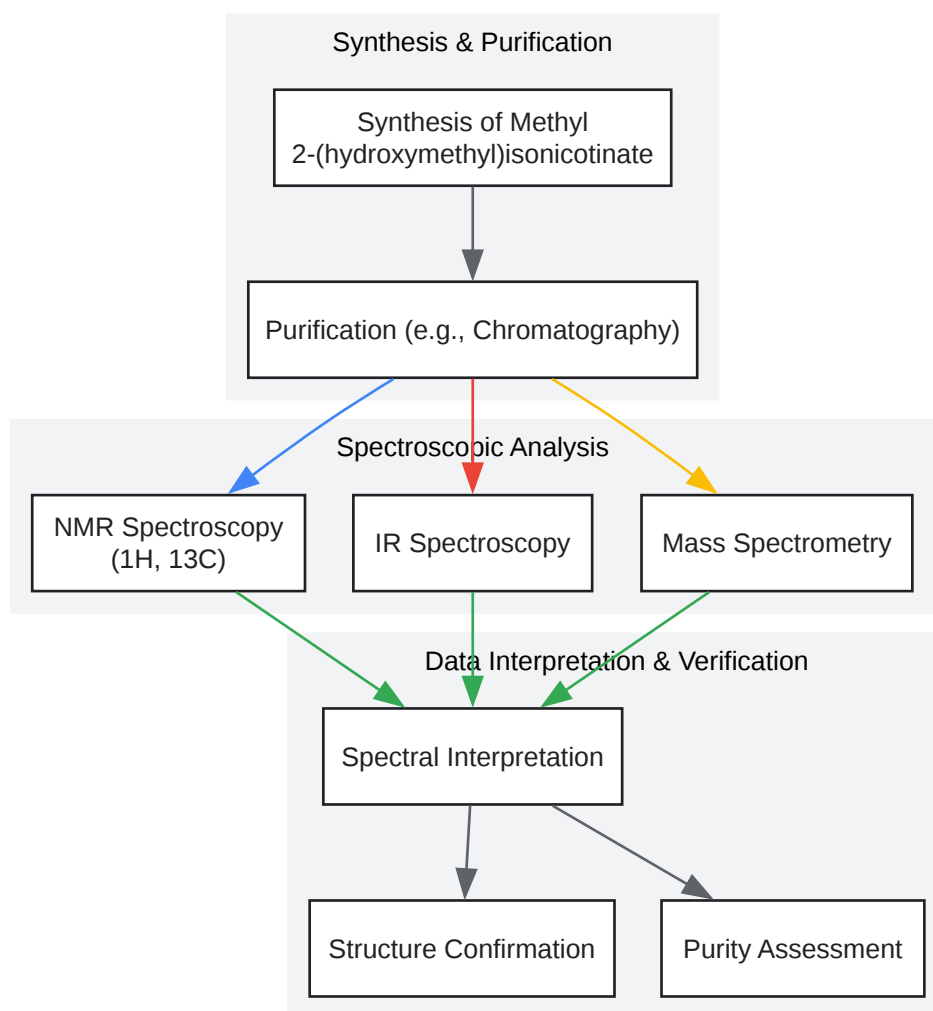 Synthesis & Purification
Synthesis of Methyl
2-(hydroxymethyl)isonicotinate
Purification (e.g., Chromatography)
Spectroscopic Analysis
NMR Spectroscopy
(1H, 13C)
IR Spectroscopy
Mass Spectrometry
Data Interpretation & Verification
Spectral Interpretation
Structure Confirmation
Purity Assessment